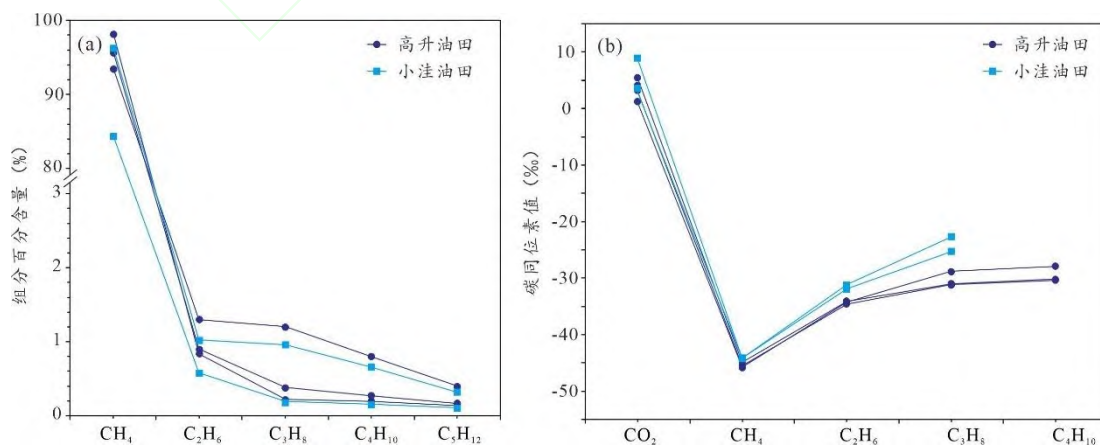 (a)
高升油田
小洼油田
100
90
80
3
2
1
0
组分百分含量 (%)
CH₄
C₂H₆
C₃H₈
C₄H₁₀
C₅H₁₂
(b)
高升油田
小洼油田
10
0
-10
-20
-30
-40
-50
碳同位素值 (‰)
CO₂
CH₄
C₂H₆
C₃H₈
C₄H₁₀